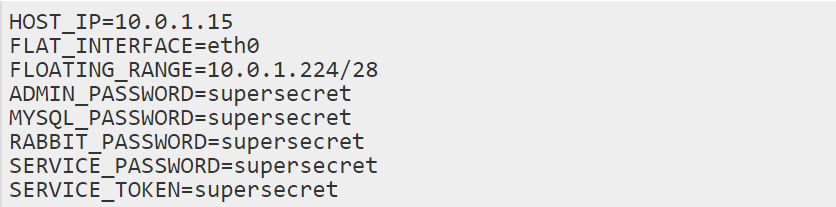 HOST_IP=10.0.1.15
FLAT_INTERFACE=eth0
FLOATING_RANGE=10.0.1.224/28
ADMIN_PASSWORD=supersecret
MYSQL_PASSWORD=supersecret
RABBIT_PASSWORD=supersecret
SERVICE_PASSWORD=supersecret
SERVICE_TOKEN=supersecret